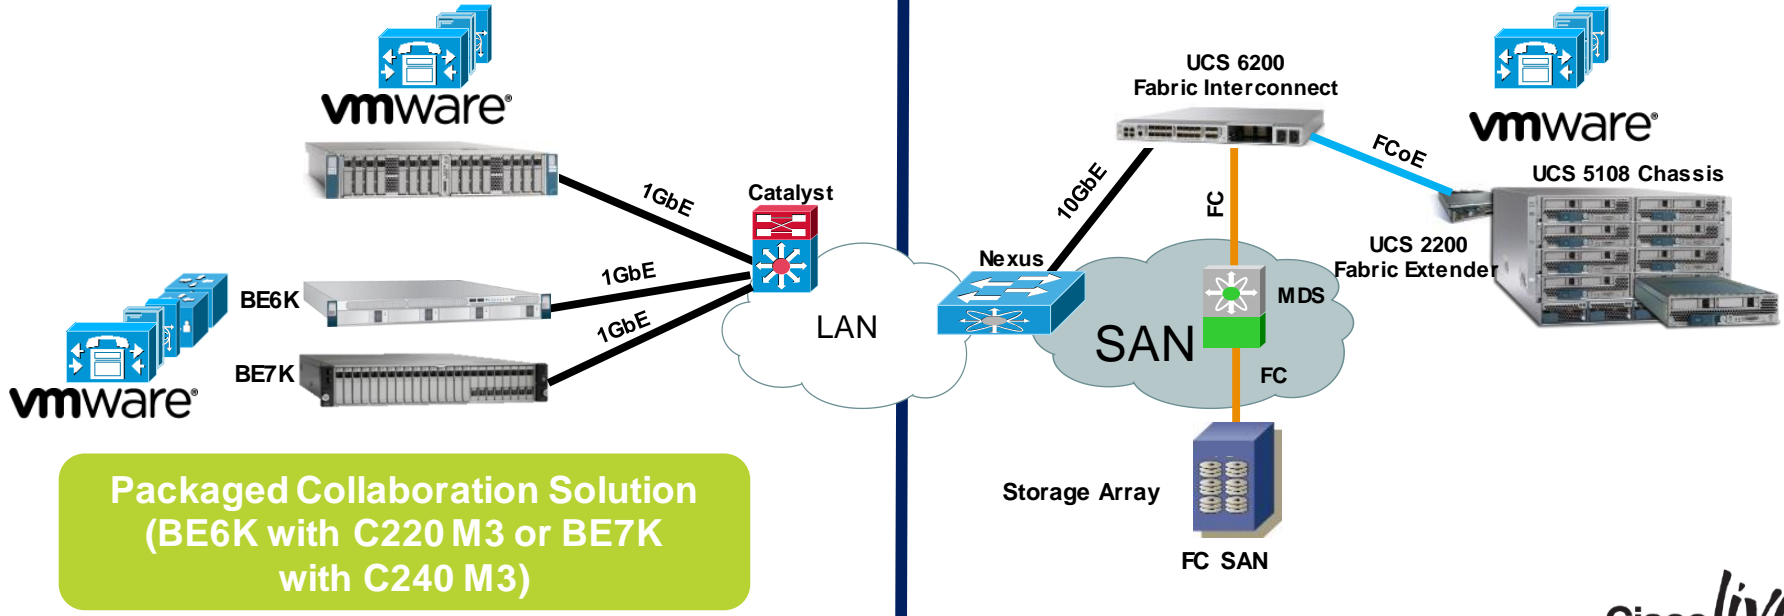 vmware®
1GbE
Catalyst
BE6K
1GbE
1GbE
BE7K
vmware®
LAN
Packaged Collaboration Solution
(BE6K with C220 M3 or BE7K
with C240 M3)
UCS 6200
Fabric Interconnect
vmware®
FCoE
UCS 5108 Chassis
10GbE
FC
UCS 2200
Fabric Extender
Nexus
MDS
SAN
FC
Storage Array
FC SAN
Cisco live